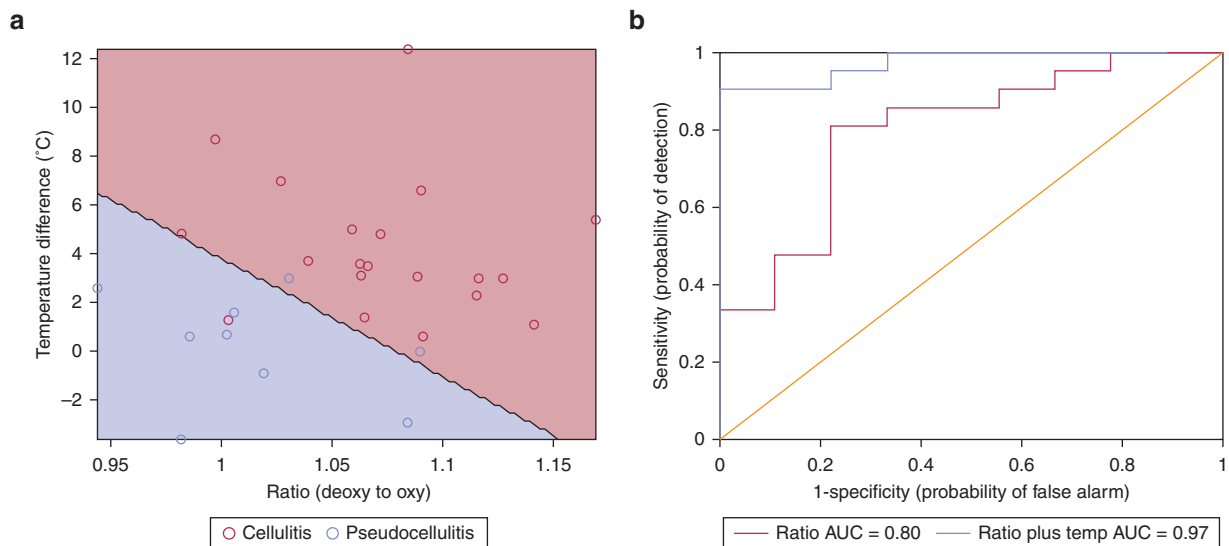 a
Temperature difference (˚C)
12
10
8
6
4
2
0
–2
0.95 1 1.05 1.1 1.15
Ratio (deoxy to oxy)
Cellulitis Pseudocellulitis
b
Sensitivity (probability of detection)
1
0.8
0.6
0.4
0.2
0
0 0.2 0.4 0.6 0.8 1
1-specificity (probability of false alarm)
Ratio AUC = 0.80 Ratio plus temp AUC = 0.97